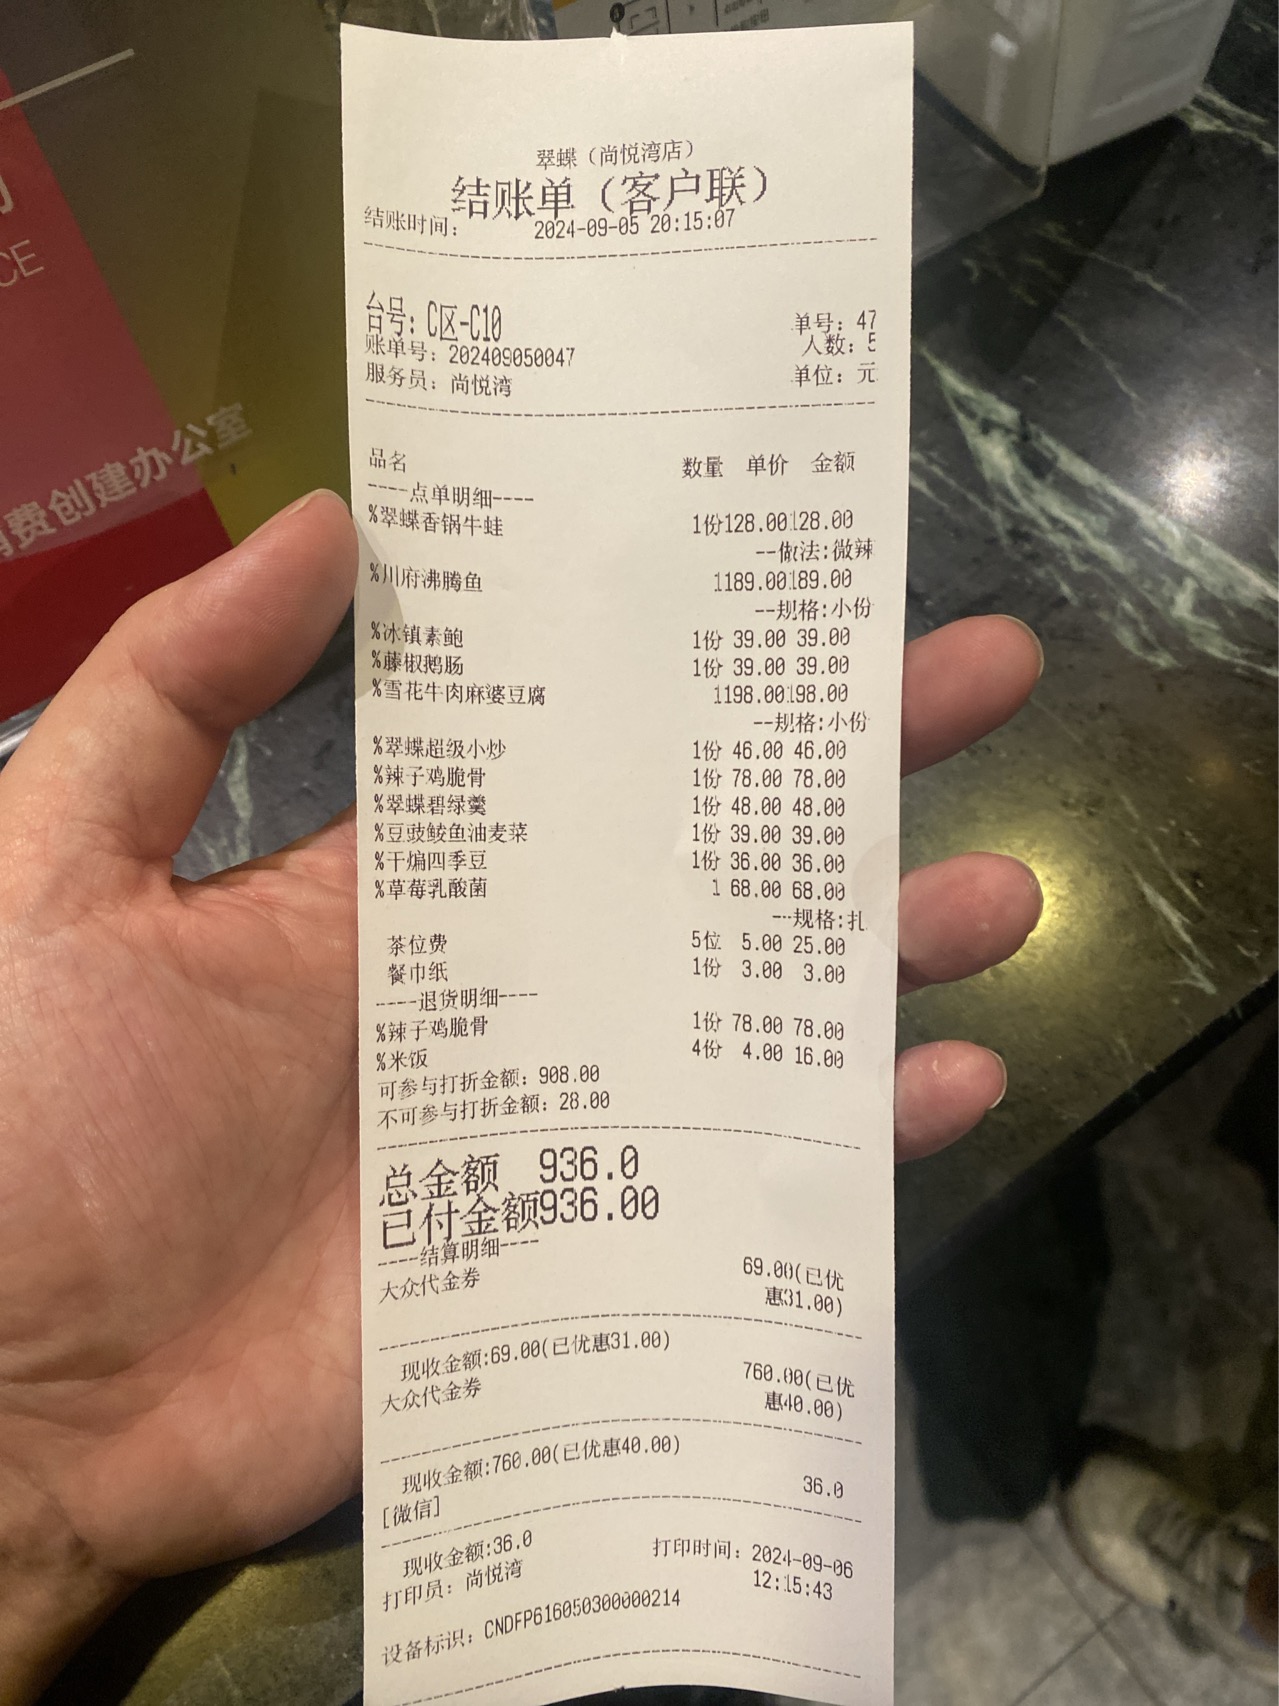 CE
费创建办公室
翠蝶（尚悦湾店）
结账单（客户联）
结账时间： 2024-09-05 20:15:07
台号：C区-C10
单号：47
账单号：202409050047
人数：5
服务员：尚悦湾
单位：元
品名 数量 单价 金额
----点单明细----
%翠蝶香锅牛蛙 1份128.00128.00
--做法:微辣
%川府沸腾鱼 1189.00189.00
--规格:小份
%冰镇素鲍 1份 39.00 39.00
%藤椒鹅肠 1份 39.00 39.00
%雪花牛肉麻婆豆腐 1198.00198.00
--规格:小份
%翠蝶超级小炒 1份 46.00 46.00
%辣子鸡脆骨 1份 78.00 78.00
%翠蝶碧绿羹 1份 48.00 48.00
%豆豉鲮鱼油麦菜 1份 39.00 39.00
%干煸四季豆 1份 36.00 36.00
%草莓乳酸菌 1 68.00 68.00
--规格:扎
茶位费 5位 5.00 25.00
餐巾纸 1份 3.00 3.00
----退货明细----
%辣子鸡脆骨 1份 78.00 78.00
%米饭 4份 4.00 16.00
可参与打折金额：908.00
不可参与打折金额：28.00
总金额 936.0
已付金额936.00
----结算明细----
大众代金券 69.00(已优
惠31.00)
现收金额:69.00(已优惠31.00)
大众代金券 760.00(已优
惠40.00)
现收金额:760.00(已优惠40.00)
[微信] 36.0
现收金额:36.0
打印员：尚悦湾 打印时间：2024-09-06
12:15:43
设备标识：CNDFP616050300000214